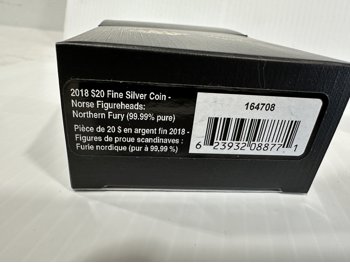 2018 $20 Fine Silver Coin -
Norse Figureheads:
Northern Fury (99.99% pure)
Pièce de 20 $ en argent fin 2018 -
Figures de proue scandinaves :
Furie nordique (pur à 99,99 %)
164708
6 23932 08877 1